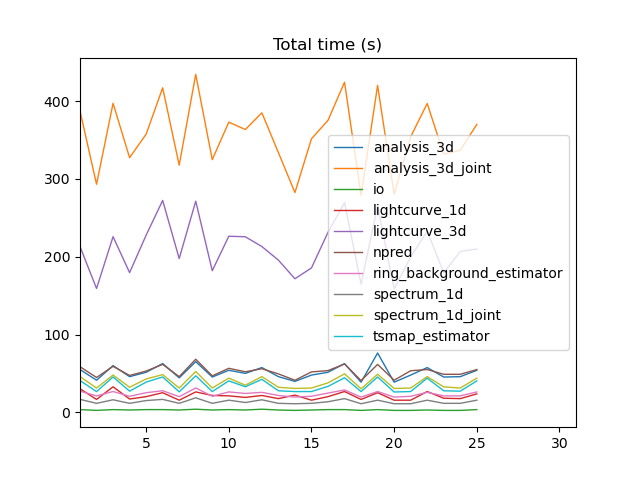 Total time (s)
400
300
200
100
0
5
10
15
20
25
30
analysis_3d
analysis_3d_joint
io
lightcurve_1d
lightcurve_3d
npred
ring_background_estimator
spectrum_1d
spectrum_1d_joint
tsmap_estimator